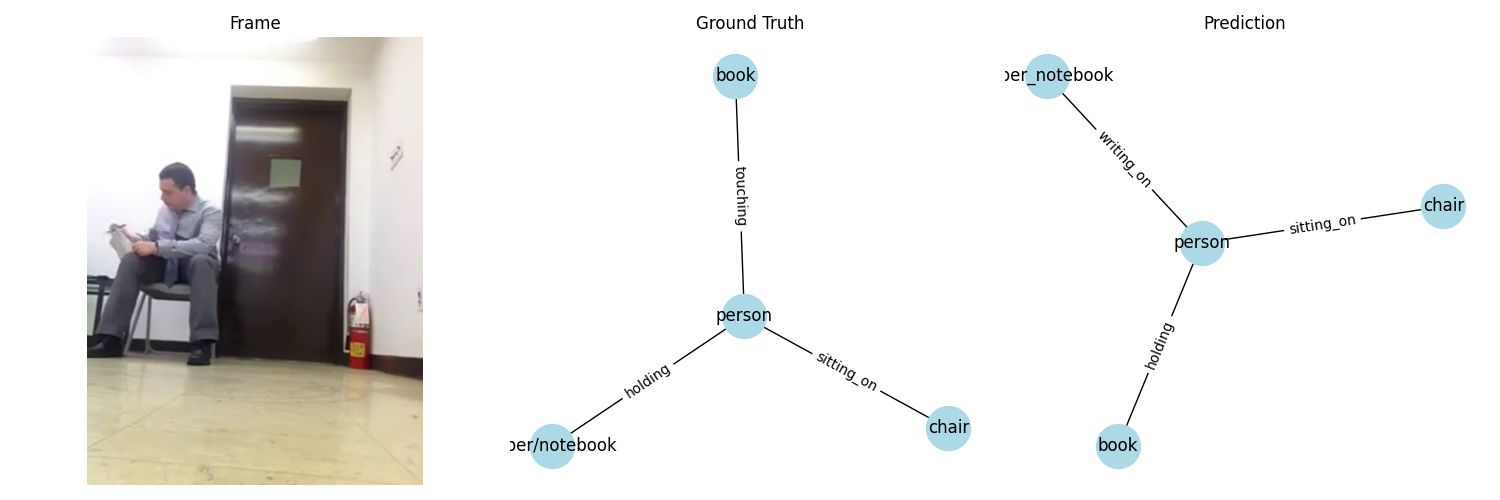 Frame
Ground Truth
Prediction
book
touching
person
holding
sitting_on
per/notebook
chair
per_notebook
writing_on
chair
sitting_on
person
holding
book